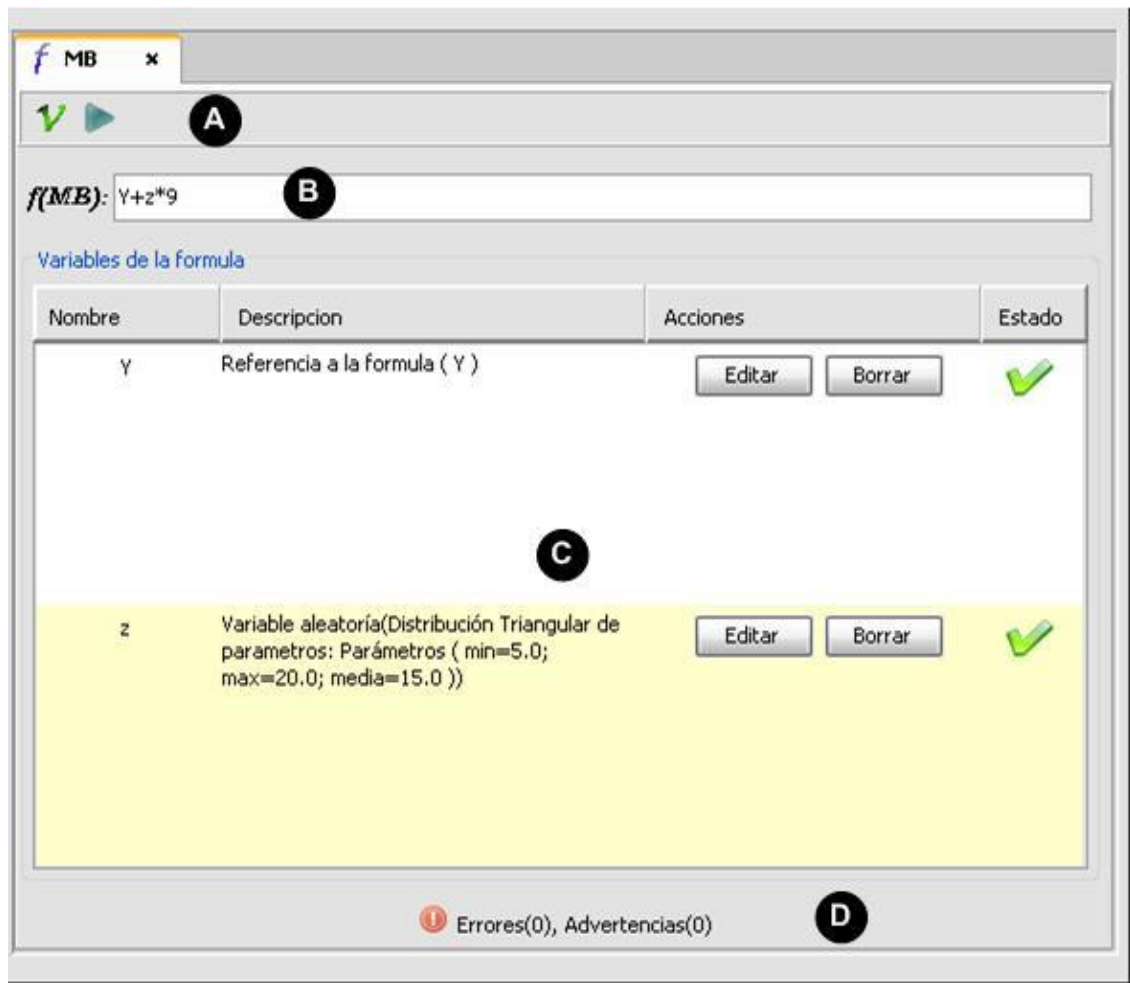 f MB ×
V A
f(MB): Y+z*9 B
Variables de la formula
Nombre Descripcion Acciones Estado
Y Referencia a la formula ( Y ) Editar Borrar
C
z Variable aleatoría(Distribución Triangular de Editar Borrar
parametros: Parámetros ( min=5.0;
max=20.0; media=15.0 ))
Errores(0), Advertencias(0) D